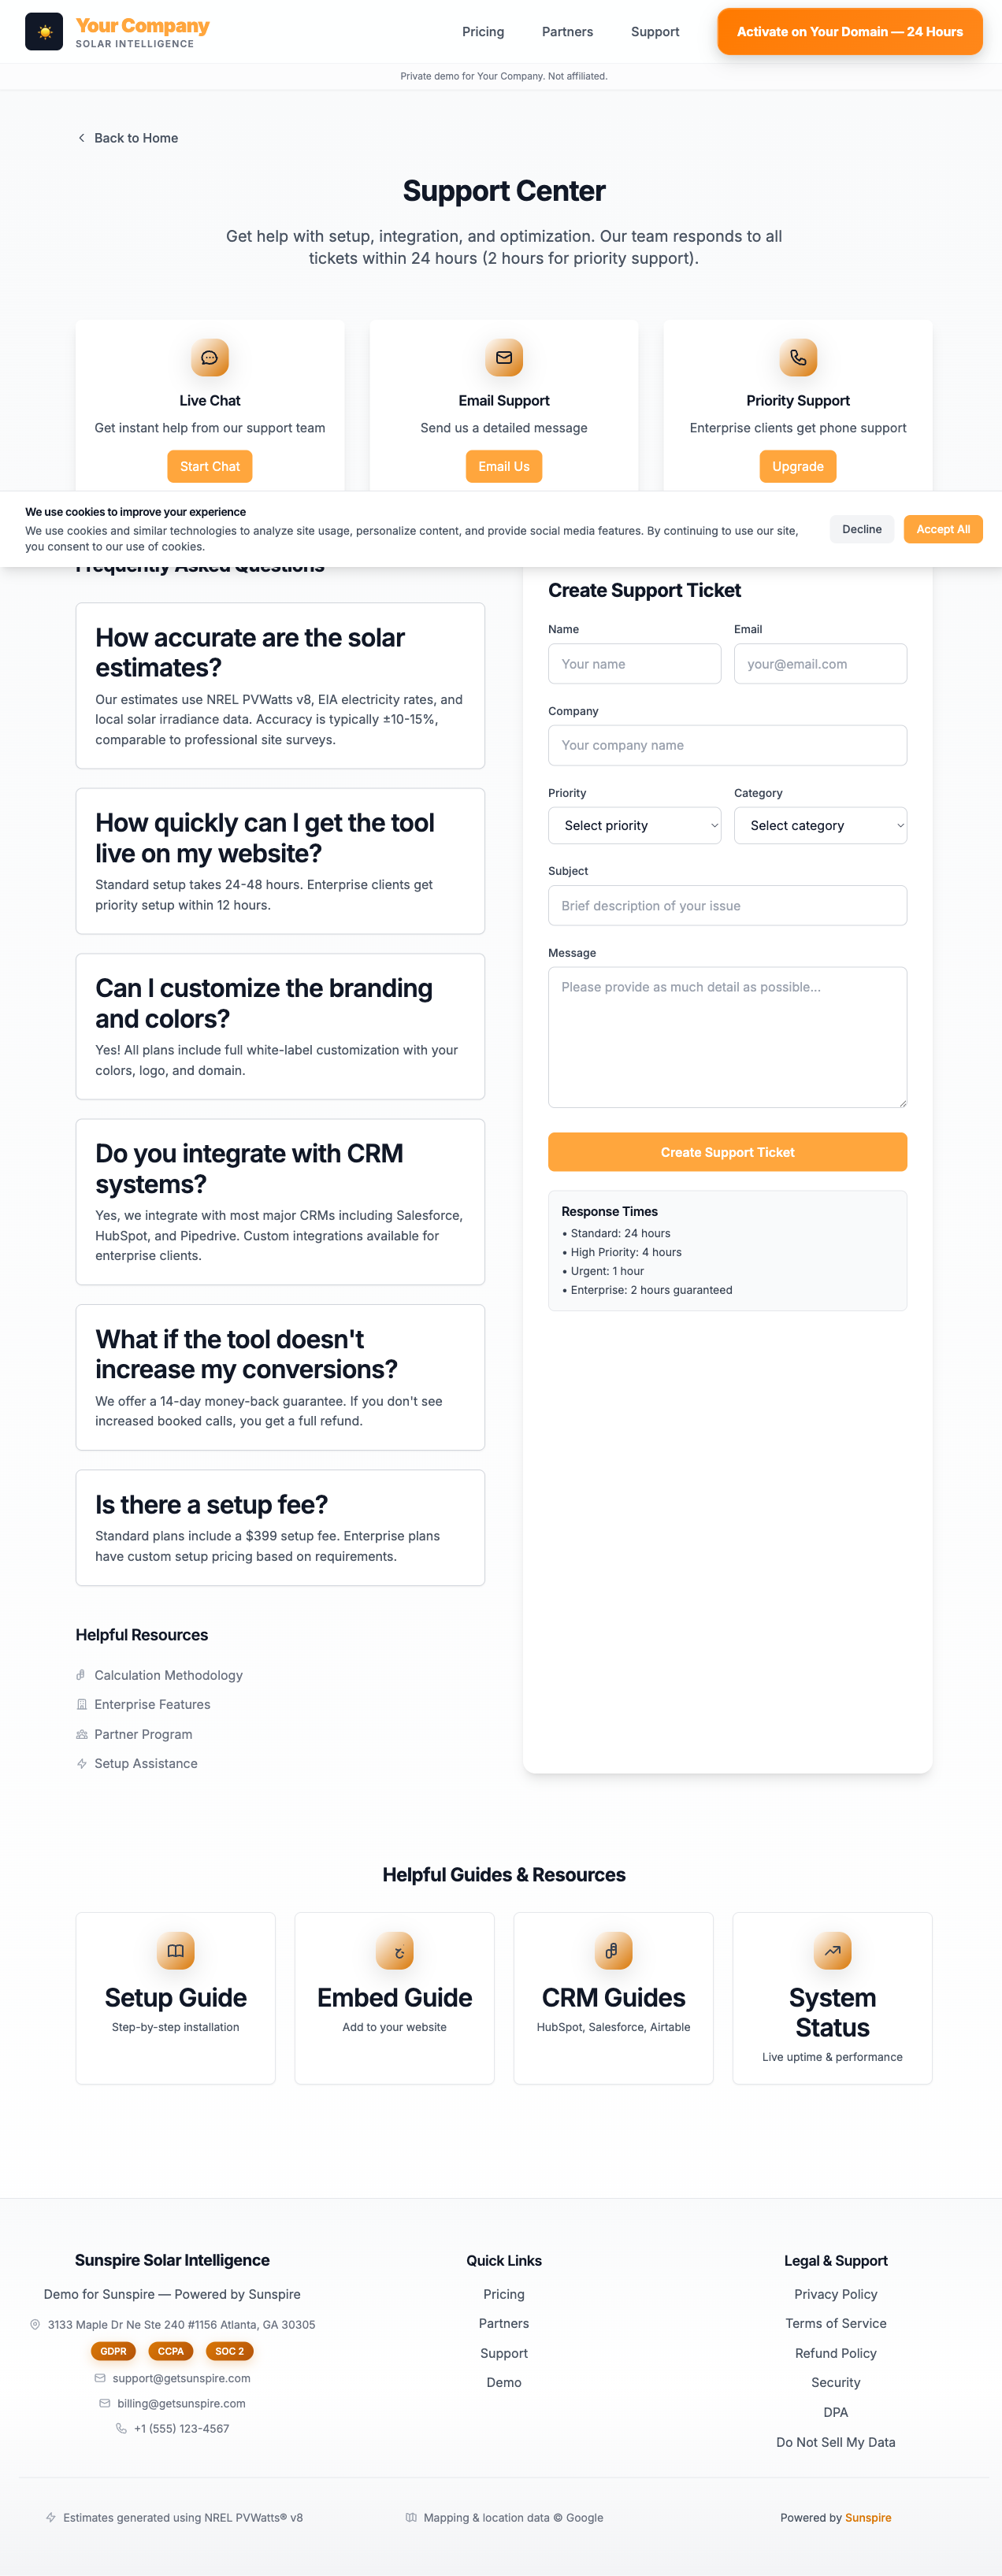 Your Company
SOLAR INTELLIGENCE
Pricing
Partners
Support
Activate on Your Domain — 24 Hours
Private demo for Your Company. Not affiliated.
Back to Home
Support Center
Get help with setup, integration, and optimization. Our team responds to all
tickets within 24 hours (2 hours for priority support).
Live Chat
Get instant help from our support team
Start Chat
Email Support
Send us a detailed message
Email Us
Priority Support
Enterprise clients get phone support
Upgrade
We use cookies to improve your experience
We use cookies and similar technologies to analyze site usage, personalize content, and provide social media features. By continuing to use our site,
you consent to our use of cookies.
Decline
Accept All
Frequently Asked Questions
How accurate are the solar
estimates?
Our estimates use NREL PVWatts v8, EIA electricity rates, and
local solar irradiance data. Accuracy is typically ±10-15%,
comparable to professional site surveys.
How quickly can I get the tool
live on my website?
Standard setup takes 24-48 hours. Enterprise clients get
priority setup within 12 hours.
Can I customize the branding
and colors?
Yes! All plans include full white-label customization with your
colors, logo, and domain.
Do you integrate with CRM
systems?
Yes, we integrate with most major CRMs including Salesforce,
HubSpot, and Pipedrive. Custom integrations available for
enterprise clients.
What if the tool doesn't
increase my conversions?
We offer a 14-day money-back guarantee. If you don't see
increased booked calls, you get a full refund.
Is there a setup fee?
Standard plans include a $399 setup fee. Enterprise plans
have custom setup pricing based on requirements.
Helpful Resources
Calculation Methodology
Enterprise Features
Partner Program
Setup Assistance
Create Support Ticket
Name
Email
Your name
your@email.com
Company
Your company name
Priority
Category
Select priority
Select category
Subject
Brief description of your issue
Message
Please provide as much detail as possible...
Create Support Ticket
Response Times
• Standard: 24 hours
• High Priority: 4 hours
• Urgent: 1 hour
• Enterprise: 2 hours guaranteed
Helpful Guides & Resources
Setup Guide
Step-by-step installation
Embed Guide
Add to your website
CRM Guides
HubSpot, Salesforce, Airtable
System
Status
Live uptime & performance
Sunspire Solar Intelligence
Demo for Sunspire — Powered by Sunspire
3133 Maple Dr Ne Ste 240 #1156 Atlanta, GA 30305
GDPR
CCPA
SOC 2
support@getsunspire.com
billing@getsunspire.com
+1 (555) 123-4567
Quick Links
Pricing
Partners
Support
Demo
Legal & Support
Privacy Policy
Terms of Service
Refund Policy
Security
DPA
Do Not Sell My Data
Estimates generated using NREL PVWatts® v8
Mapping & location data © Google
Powered by Sunspire